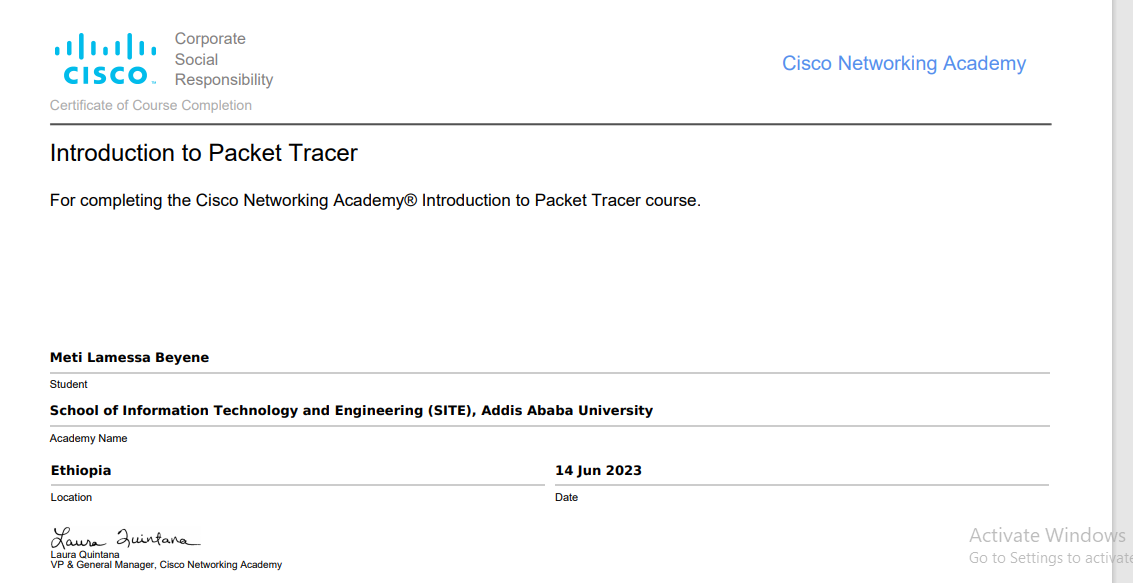 CISCO
Corporate
Social
Responsibility
Cisco Networking Academy
Certificate of Course Completion
Introduction to Packet Tracer
For completing the Cisco Networking Academy® Introduction to Packet Tracer course.
Meti Lamessa Beyene
Student
School of Information Technology and Engineering (SITE), Addis Ababa University
Academy Name
Ethiopia
14 Jun 2023
Location
Date
Laura Quintana
Laura Quintana
VP & General Manager, Cisco Networking Academy
Activate Windows
Go to Settings to activate